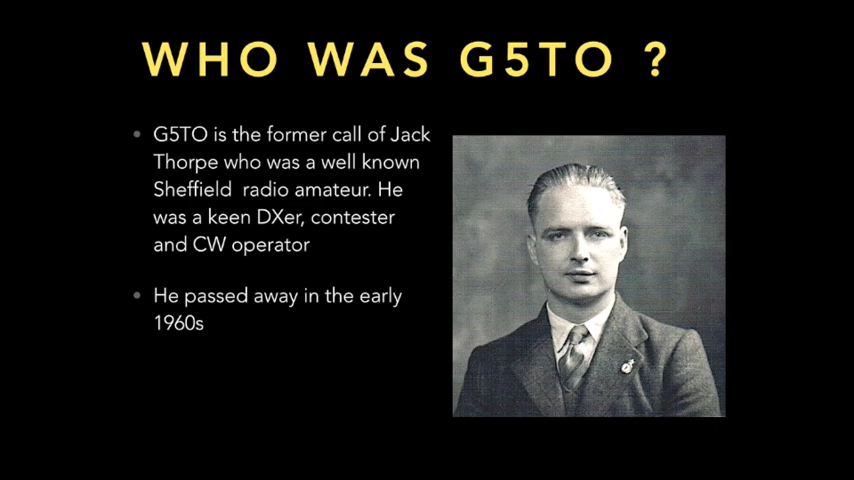 WHO WAS G5TO ?
• G5TO is the former call of Jack
Thorpe who was a well known
Sheffield radio amateur. He
was a keen DXer, contester
and CW operator
• He passed away in the early
1960s